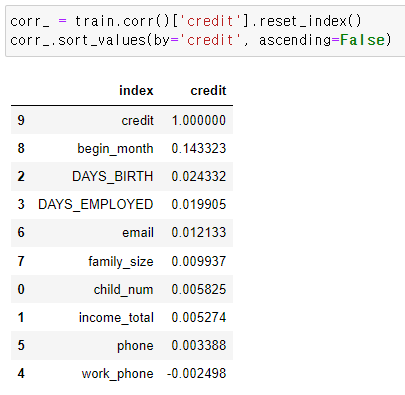 corr_ = train.corr()['credit'].reset_index()
corr_.sort_values(by='credit', ascending=False)
index credit
9 credit 1.000000
8 begin_month 0.143323
2 DAYS_BIRTH 0.024332
3 DAYS_EMPLOYED 0.019905
6 email 0.012133
7 family_size 0.009937
0 child_num 0.005825
1 income_total 0.005274
5 phone 0.003388
4 work_phone -0.002498